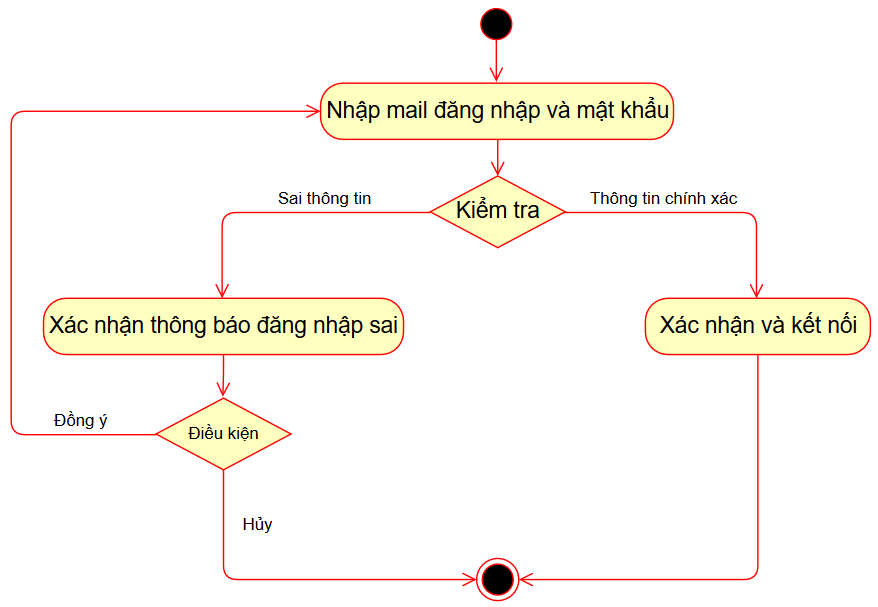 Nhập mail đăng nhập và mật khẩu
Kiểm tra
Sai thông tin
Thông tin chính xác
Xác nhận thông báo đăng nhập sai
Xác nhận và kết nối
Đồng ý
Điều kiện
Hủy